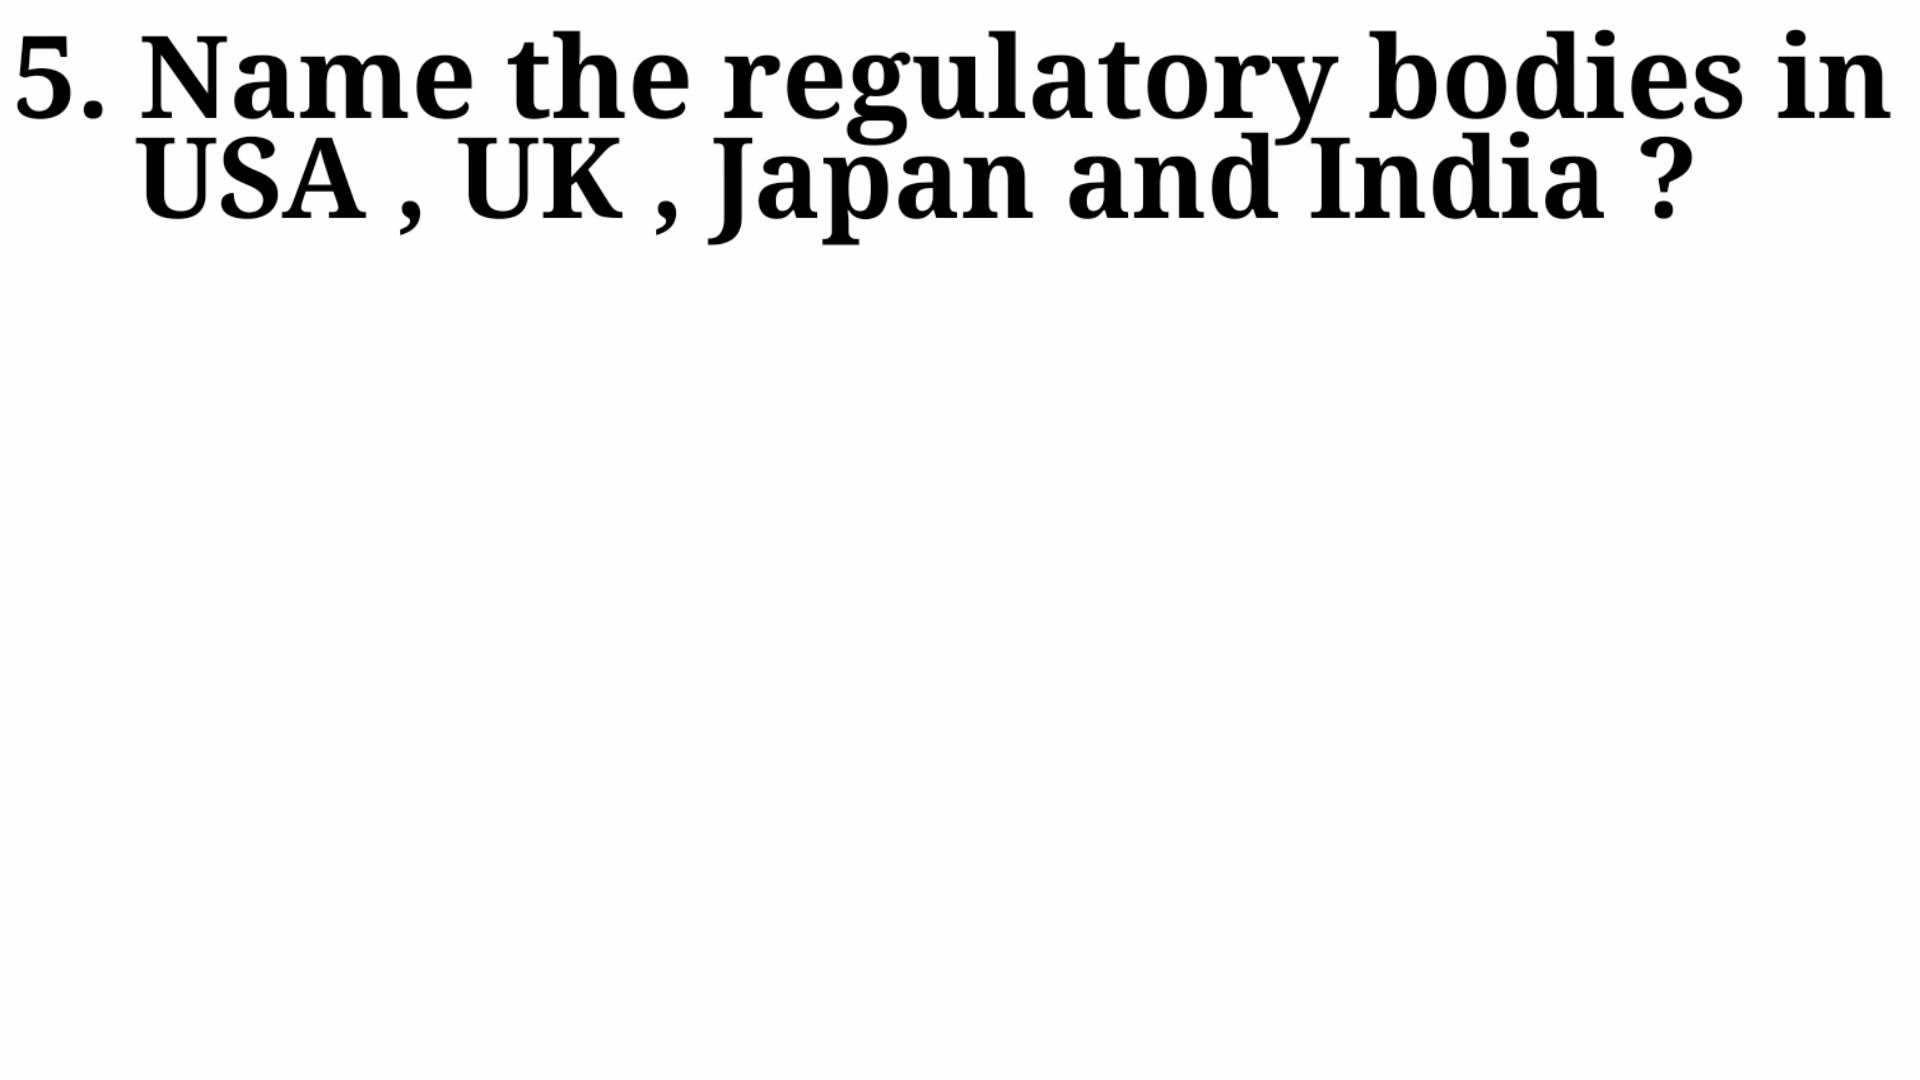 5. Name the regulatory bodies in
USA , UK , Japan and India ?